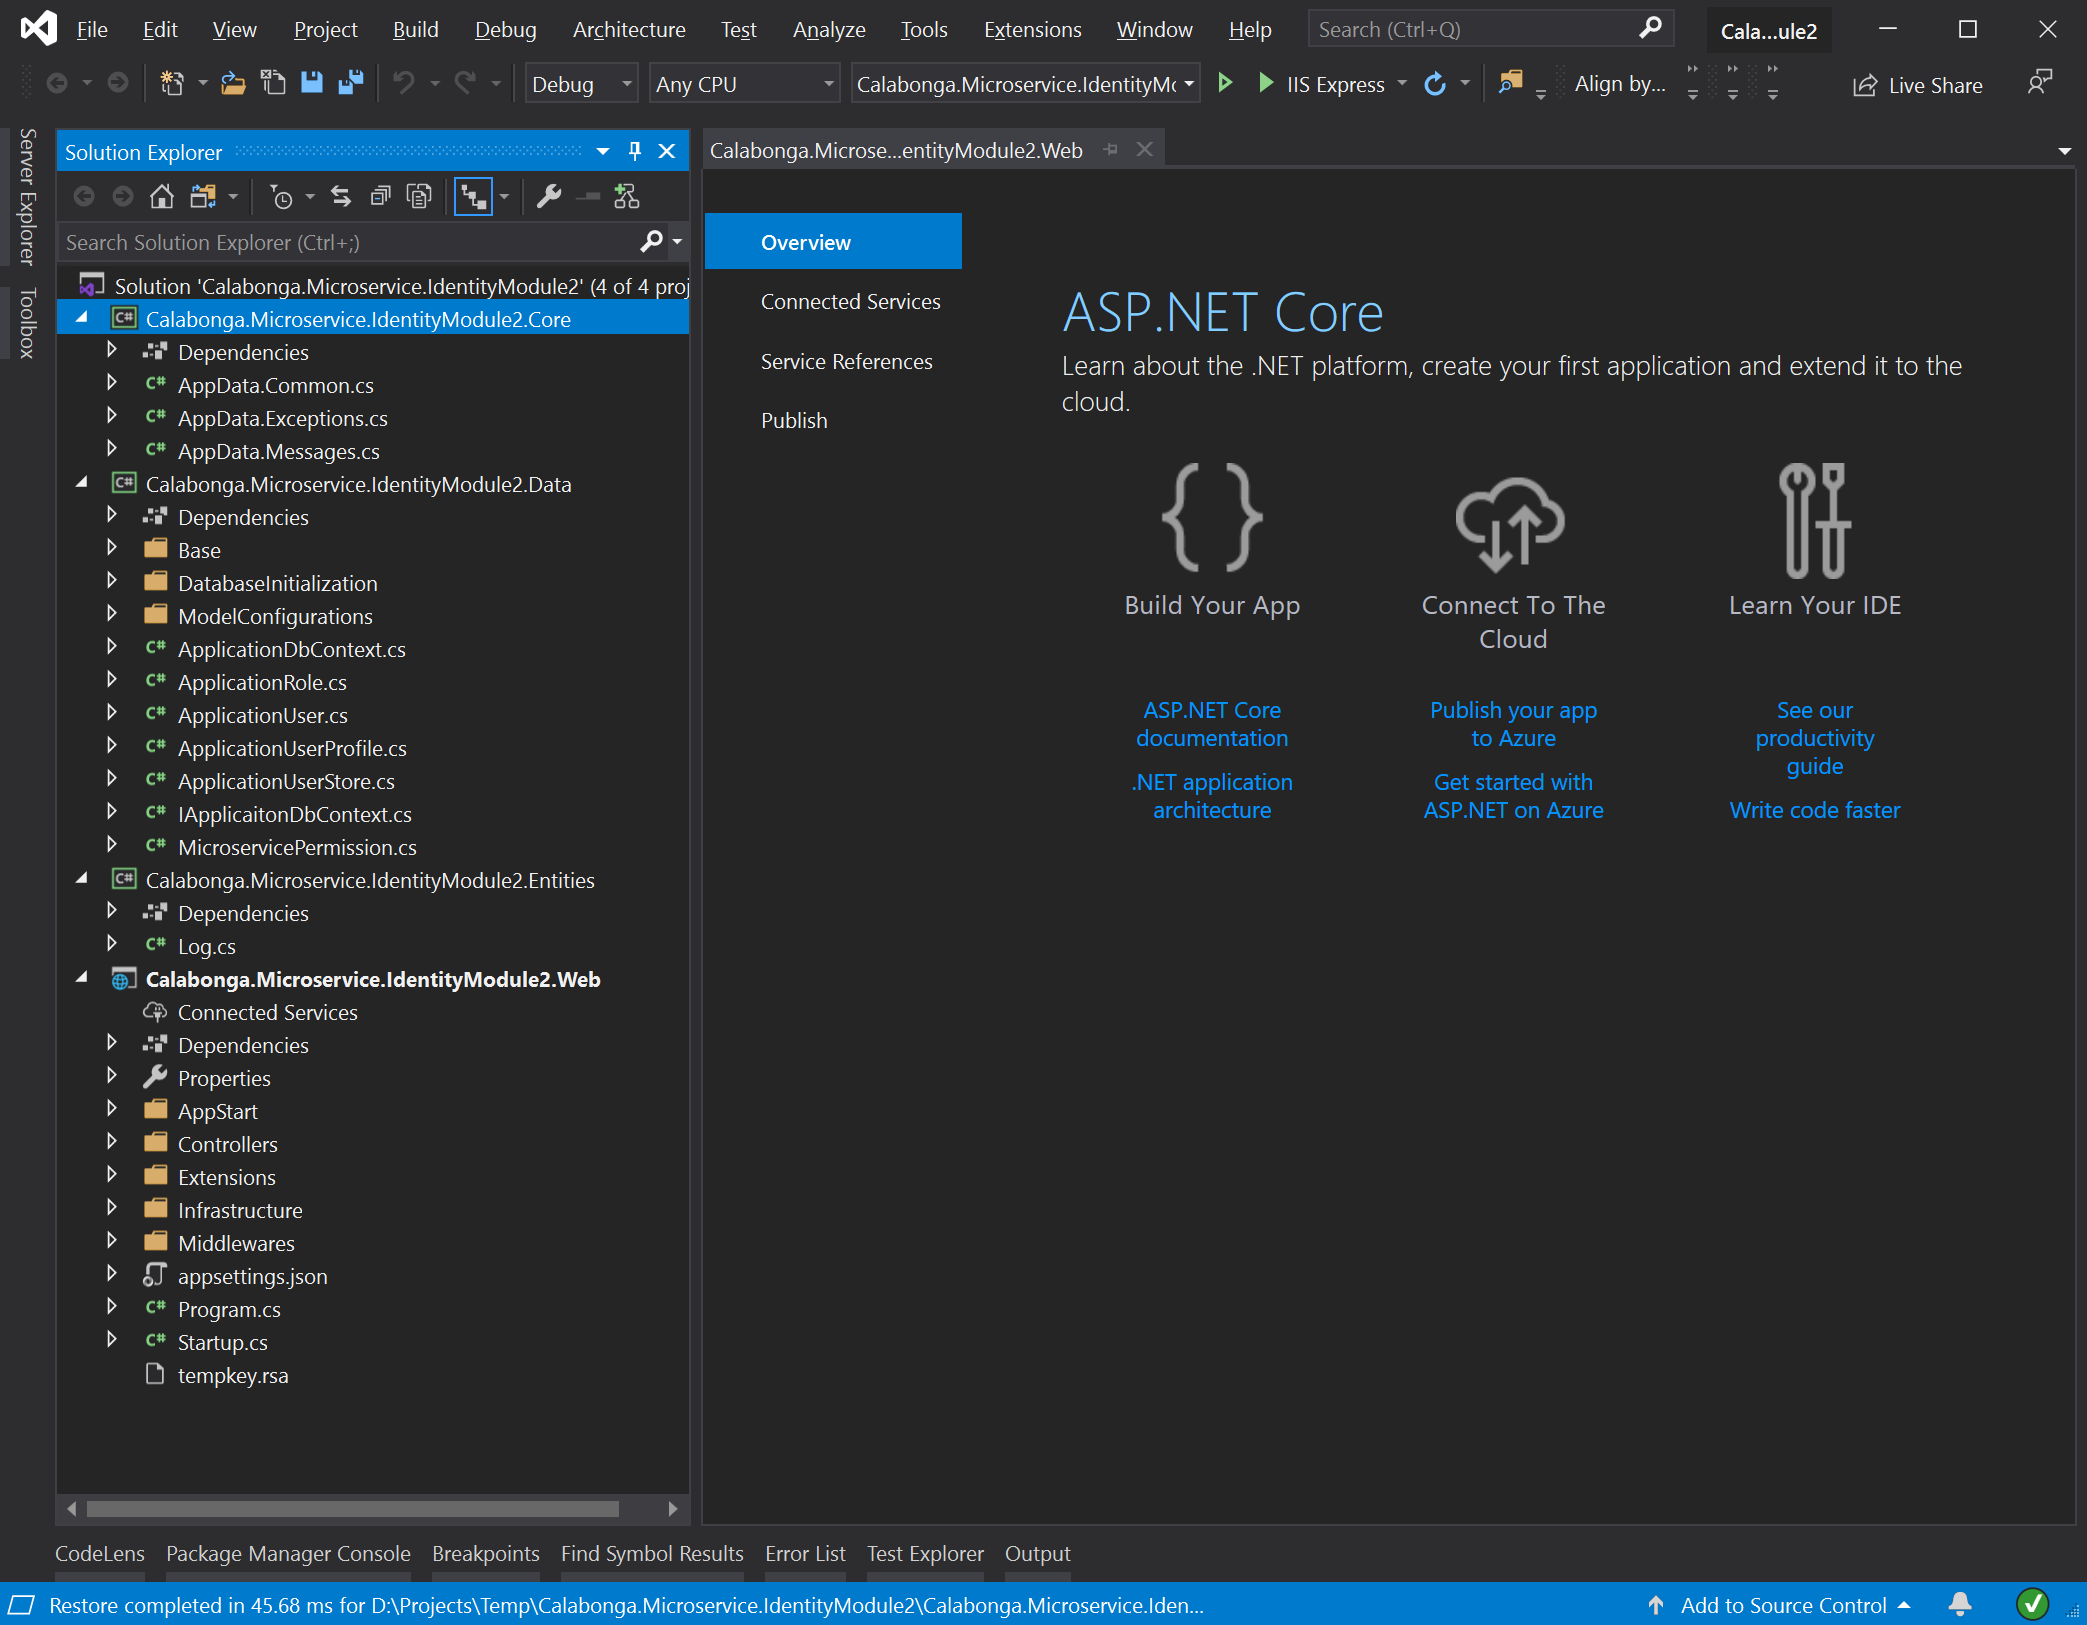 File Edit View Project Build Debug Architecture Test Analyze Tools Extensions Window Help Search (Ctrl+Q) Cala...ule2
Debug Any CPU Calabonga.Microservice.IdentityMc IIS Express Align by... Live Share
Server Explorer
Toolbox
Solution Explorer
Search Solution Explorer (Ctrl+;)
Solution 'Calabonga.Microservice.IdentityModule2' (4 of 4 proj
Calabonga.Microservice.IdentityModule2.Core
Dependencies
AppData.Common.cs
AppData.Exceptions.cs
AppData.Messages.cs
Calabonga.Microservice.IdentityModule2.Data
Dependencies
Base
DatabaseInitialization
ModelConfigurations
ApplicationDbContext.cs
ApplicationRole.cs
ApplicationUser.cs
ApplicationUserProfile.cs
ApplicationUserStore.cs
IApplicaitonDbContext.cs
MicroservicePermission.cs
Calabonga.Microservice.IdentityModule2.Entities
Dependencies
Log.cs
Calabonga.Microservice.IdentityModule2.Web
Connected Services
Dependencies
Properties
AppStart
Controllers
Extensions
Infrastructure
Middlewares
appsettings.json
Program.cs
Startup.cs
tempkey.rsa
Calabonga.Microse...entityModule2.Web
Overview
Connected Services
Service References
Publish
ASP.NET Core
Learn about the .NET platform, create your first application and extend it to the
cloud.
Build Your App
ASP.NET Core
documentation
.NET application
architecture
Connect To The
Cloud
Publish your app
to Azure
Get started with
ASP.NET on Azure
Learn Your IDE
See our
productivity
guide
Write code faster
CodeLens Package Manager Console Breakpoints Find Symbol Results Error List Test Explorer Output
Restore completed in 45.68 ms for D:\Projects\Temp\Calabonga.Microservice.IdentityModule2\Calabonga.Microservice.Iden... Add to Source Control